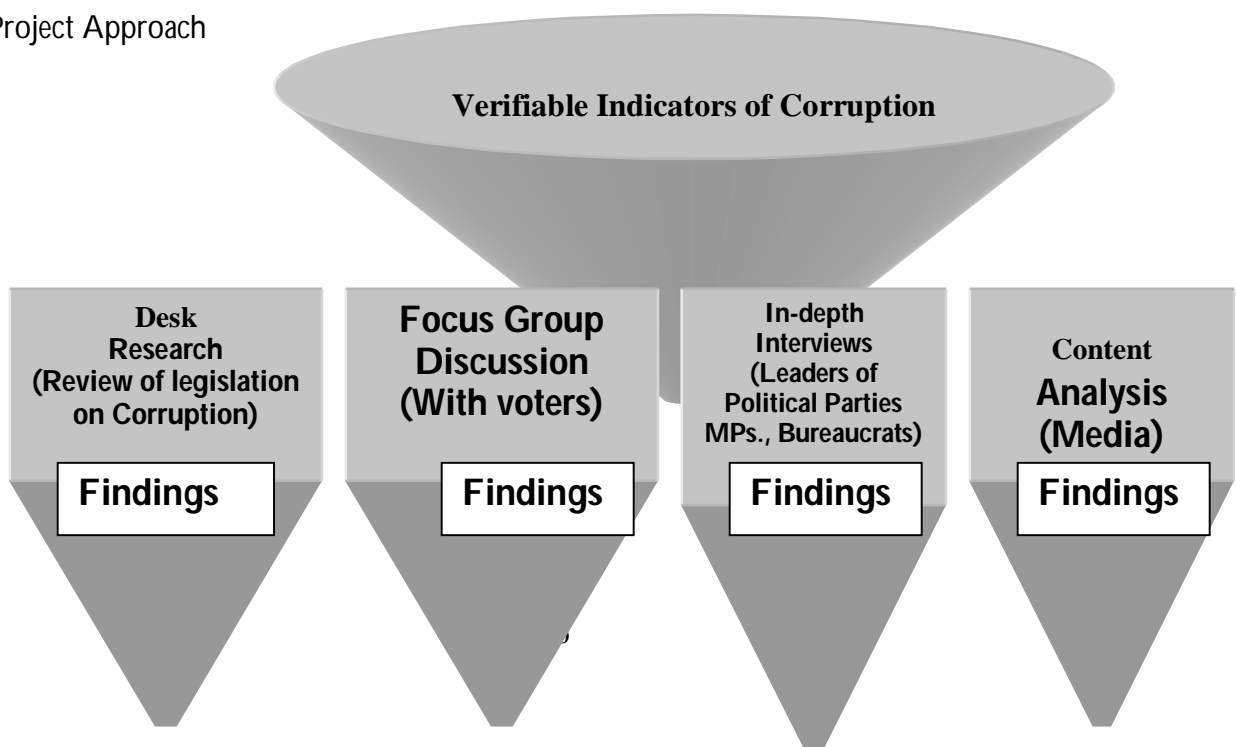 Project Approach
Verifiable Indicators of Corruption
Desk
Research
(Review of legislation
on Corruption)
Findings
Focus Group
Discussion
(With voters)
Findings
In-depth
Interviews
(Leaders of
Political Parties
MPs., Bureaucrats)
Findings
Content
Analysis
(Media)
Findings